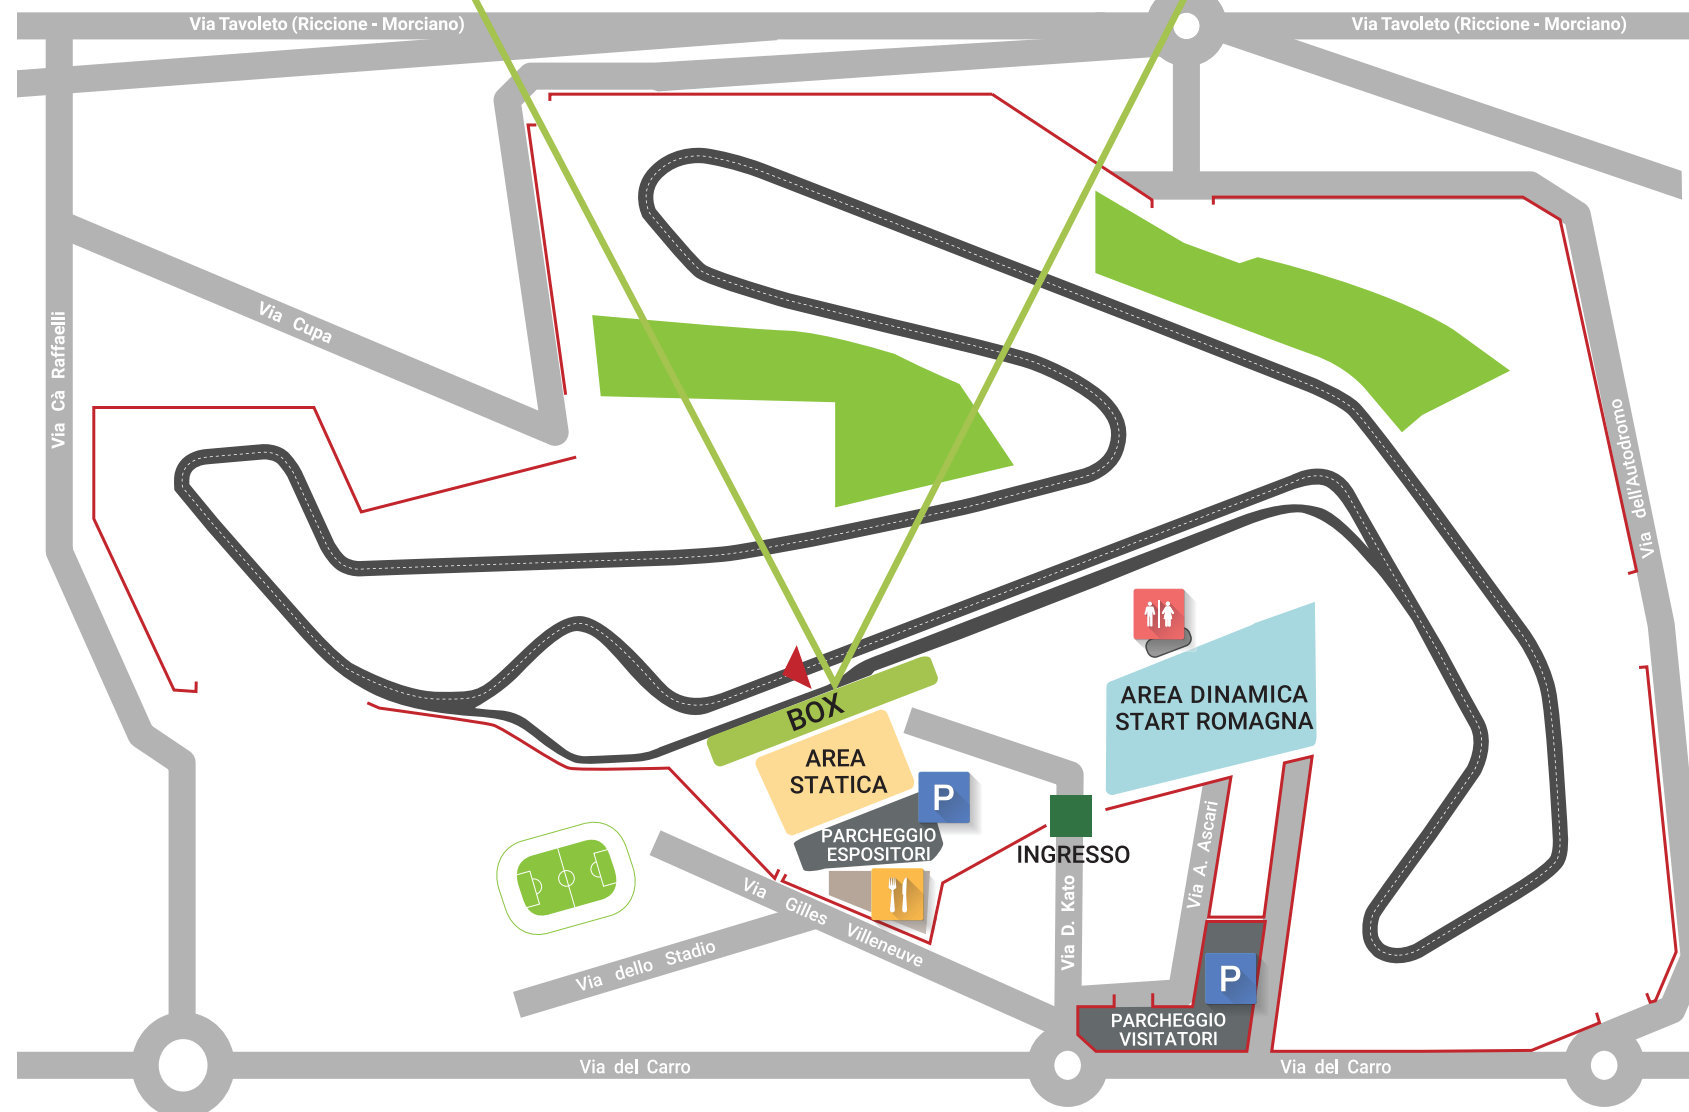 Via Tavoleto (Riccione - Morciano)
Via Tavoleto (Riccione - Morciano)
Via Cupa
Via Cà Raffaelli
Via dell'Autodromo
BOX
AREA DINAMICA
START ROMAGNA
AREA
STATICA
P
PARCHEGGIO
ESPOSITORI
INGRESSO
Via A. Ascari
Via D. Kato
Via Gilles Villeneuve
Via dello Stadio
P
PARCHEGGIO
VISITATORI
Via del Carro
Via del Carro